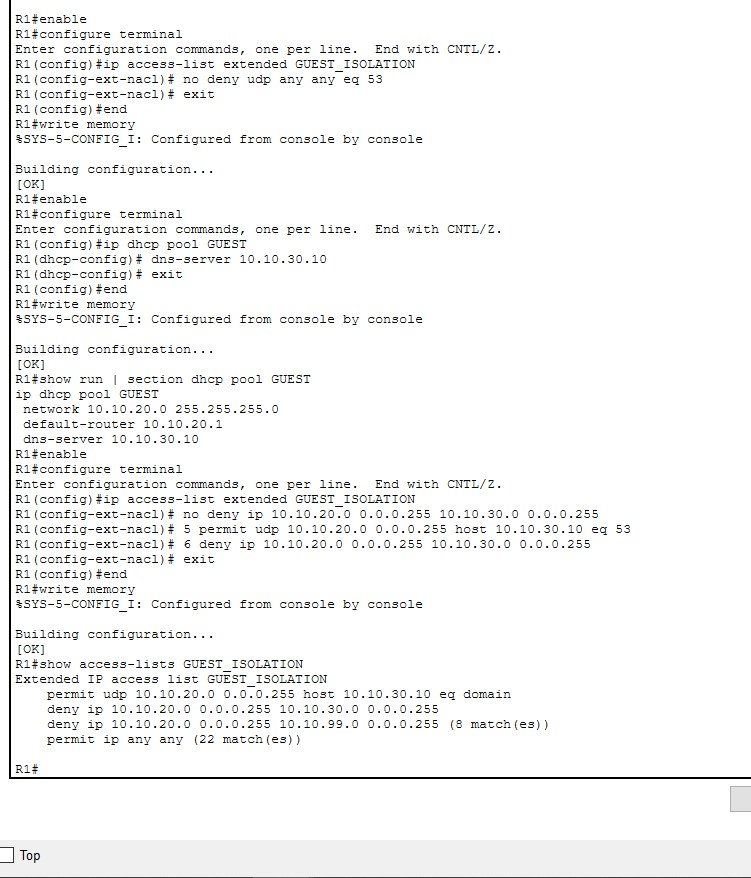 R1#enable
R1#configure terminal
Enter configuration commands, one per line.  End with CNTL/Z.
R1(config)#ip access-list extended GUEST_ISOLATION
R1(config-ext-nacl)# no deny udp any any eq 53
R1(config-ext-nacl)# exit
R1(config)#end
R1#write memory
%SYS-5-CONFIG_I: Configured from console by console

Building configuration...
[OK]
R1#enable
R1#configure terminal
Enter configuration commands, one per line.  End with CNTL/Z.
R1(config)#ip dhcp pool GUEST
R1(dhcp-config)# dns-server 10.10.30.10
R1(dhcp-config)# exit
R1(config)#end
R1#write memory
%SYS-5-CONFIG_I: Configured from console by console

Building configuration...
[OK]
R1#show run | section dhcp pool GUEST
ip dhcp pool GUEST
 network 10.10.20.0 255.255.255.0
 default-router 10.10.20.1
 dns-server 10.10.30.10
R1#enable
R1#configure terminal
Enter configuration commands, one per line.  End with CNTL/Z.
R1(config)#ip access-list extended GUEST_ISOLATION
R1(config-ext-nacl)# no deny ip 10.10.20.0 0.0.0.255 10.10.30.0 0.0.0.255
R1(config-ext-nacl)# 5 permit udp 10.10.20.0 0.0.0.255 host 10.10.30.10 eq 53
R1(config-ext-nacl)# 6 deny ip 10.10.20.0 0.0.0.255 10.10.30.0 0.0.0.255
R1(config-ext-nacl)# exit
R1(config)#end
R1#write memory
%SYS-5-CONFIG_I: Configured from console by console

Building configuration...
[OK]
R1#show access-lists GUEST_ISOLATION
Extended IP access list GUEST_ISOLATION
    permit udp 10.10.20.0 0.0.0.255 host 10.10.30.10 eq domain
    deny ip 10.10.20.0 0.0.0.255 10.10.30.0 0.0.0.255
    deny ip 10.10.20.0 0.0.0.255 10.10.99.0 0.0.0.255 (8 match(es))
    permit ip any any (22 match(es))

R1#
Top